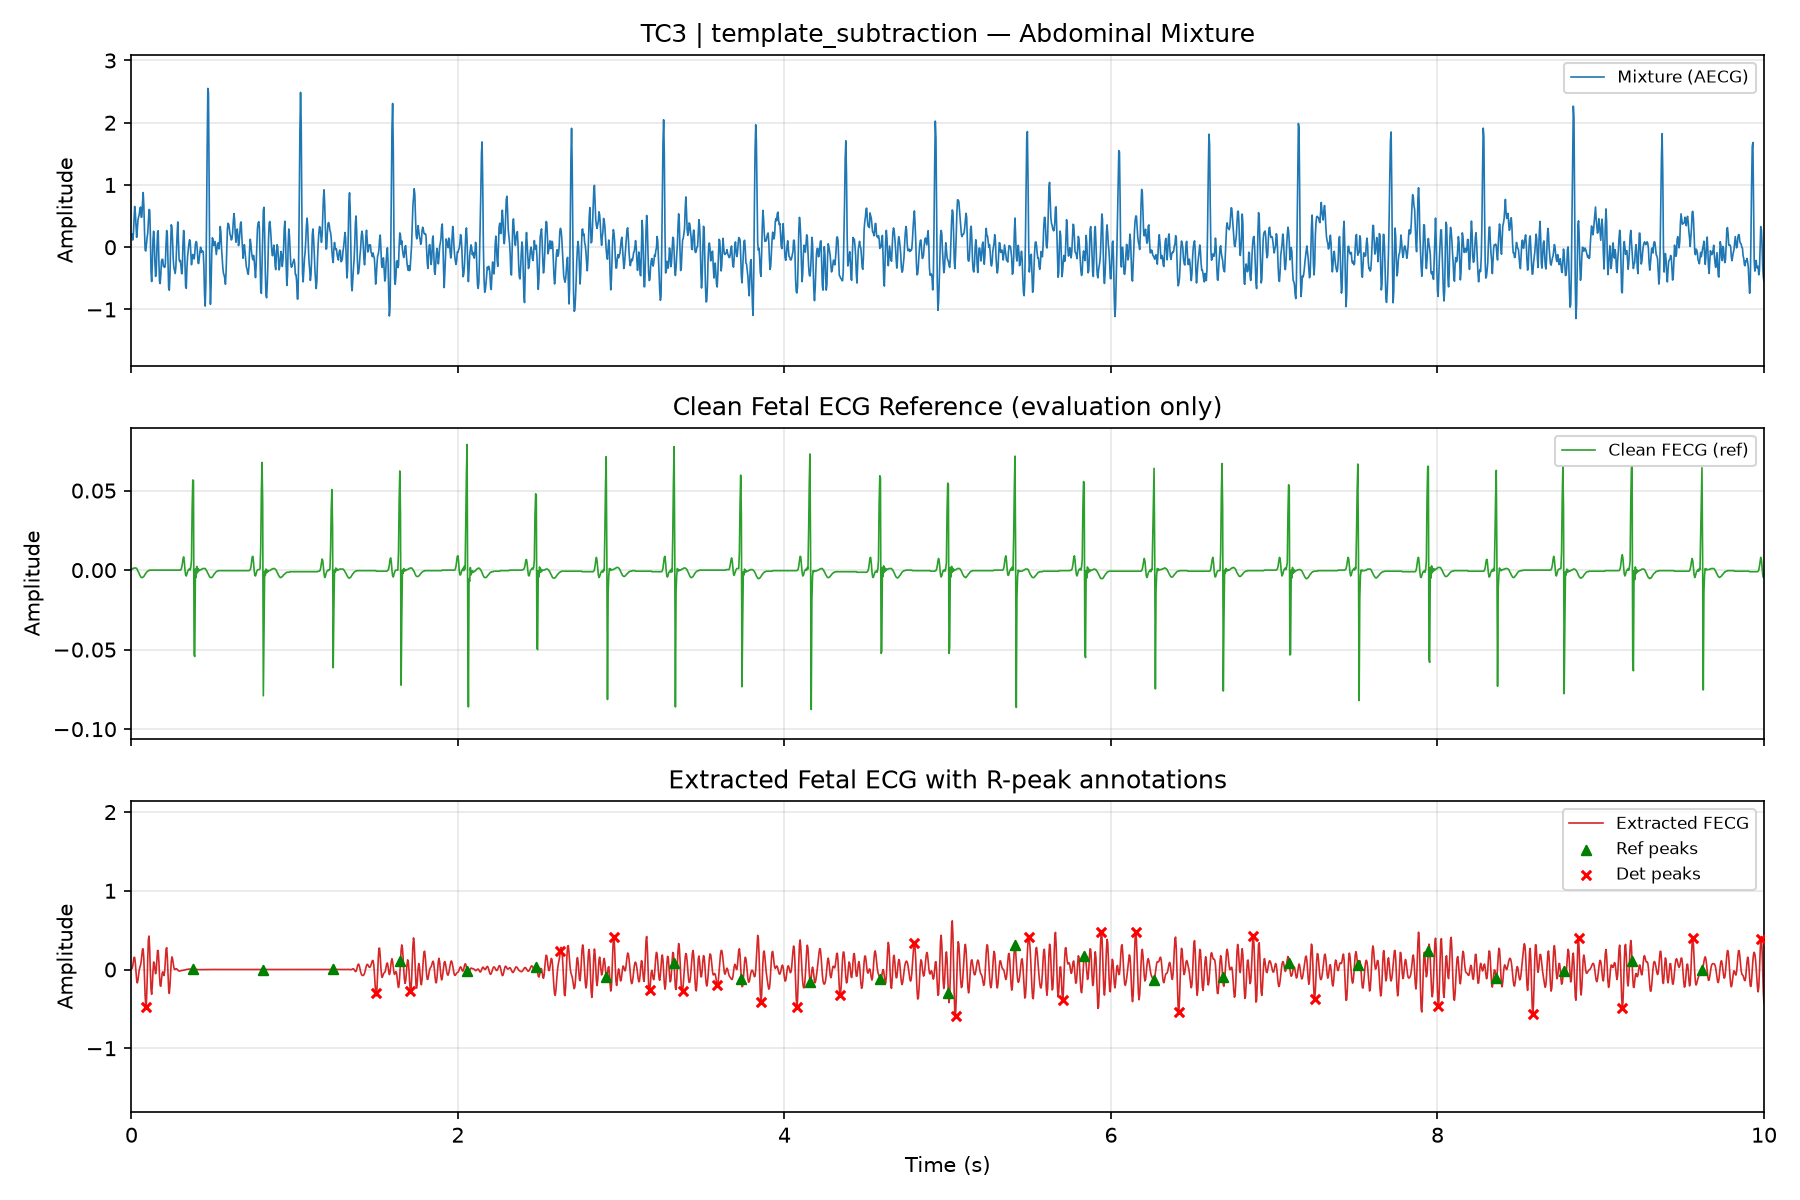 TC3 | template_subtraction — Abdominal Mixture
3
2
1
0
−1
Amplitude
Mixture (AECG)
Clean Fetal ECG Reference (evaluation only)
0.05
0.00
−0.05
−0.10
Amplitude
Clean FECG (ref)
Extracted Fetal ECG with R-peak annotations
2
1
0
−1
Amplitude
Extracted FECG
Ref peaks
Det peaks
0 2 4 6 8 10
Time (s)